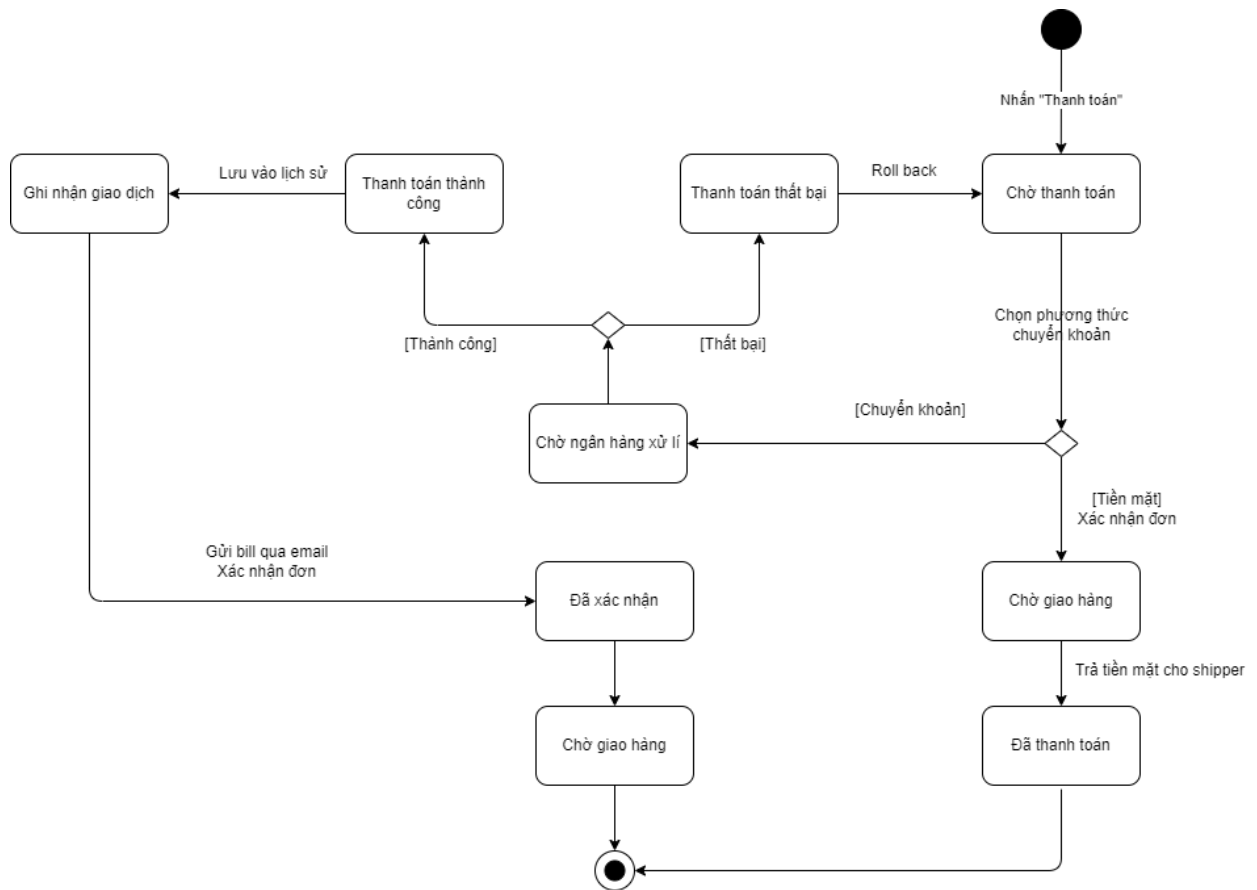 Nhấn "Thanh toán"
Ghi nhận giao dịch
Lưu vào lịch sử
Thanh toán thành
công
Thanh toán thất bại
Roll back
Chờ thanh toán
[Thành công]
[Thất bại]
Chọn phương thức
chuyển khoản
Chờ ngân hàng xử lí
[Chuyển khoản]
[Tiền mặt]
Xác nhận đơn
Gửi bill qua email
Xác nhận đơn
Đã xác nhận
Chờ giao hàng
Trả tiền mặt cho shipper
Chờ giao hàng
Đã thanh toán